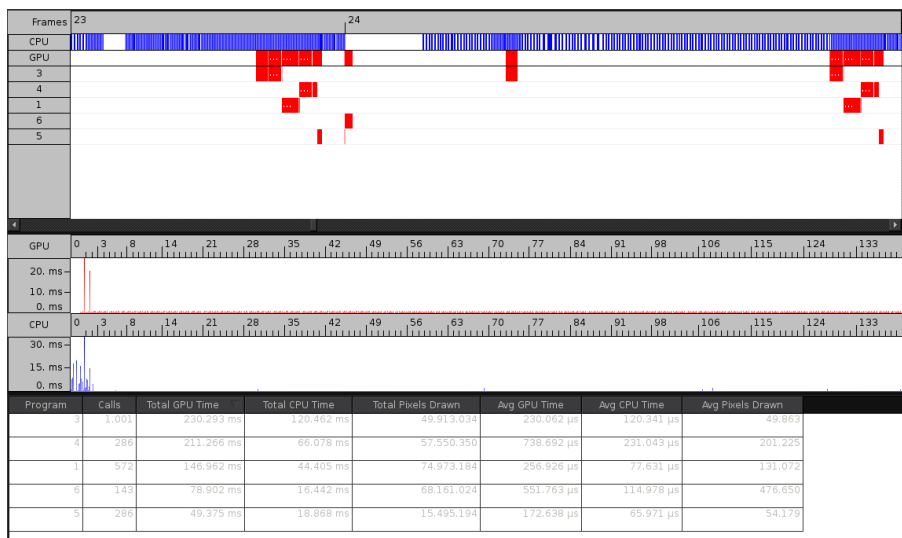 Frames 23 24
CPU
GPU
3
4
1
6
5
GPU 0 3 8 14 21 28 35 42 49 56 63 70 77 84 91 98 106 115 124 133
20. ms
10. ms
0. ms
CPU 0 3 8 14 21 28 35 42 49 56 63 70 77 84 91 98 106 115 124 133
30. ms
15. ms
0. ms
Program Calls Total GPU Time Total CPU Time Total Pixels Drawn Avg GPU Time Avg CPU Time Avg Pixels Drawn
3 1.001 230.293 ms 120.462 ms 49.913.034 230.062 µs 120.341 µs 49.863
4 286 211.266 ms 66.078 ms 57.550.350 738.692 µs 231.043 µs 201.225
1 572 146.962 ms 44.405 ms 74.973.184 256.926 µs 77.631 µs 131.072
6 143 78.902 ms 16.442 ms 68.161.024 551.763 µs 114.978 µs 476.650
5 286 49.375 ms 18.868 ms 15.495.194 172.638 µs 65.971 µs 54.179